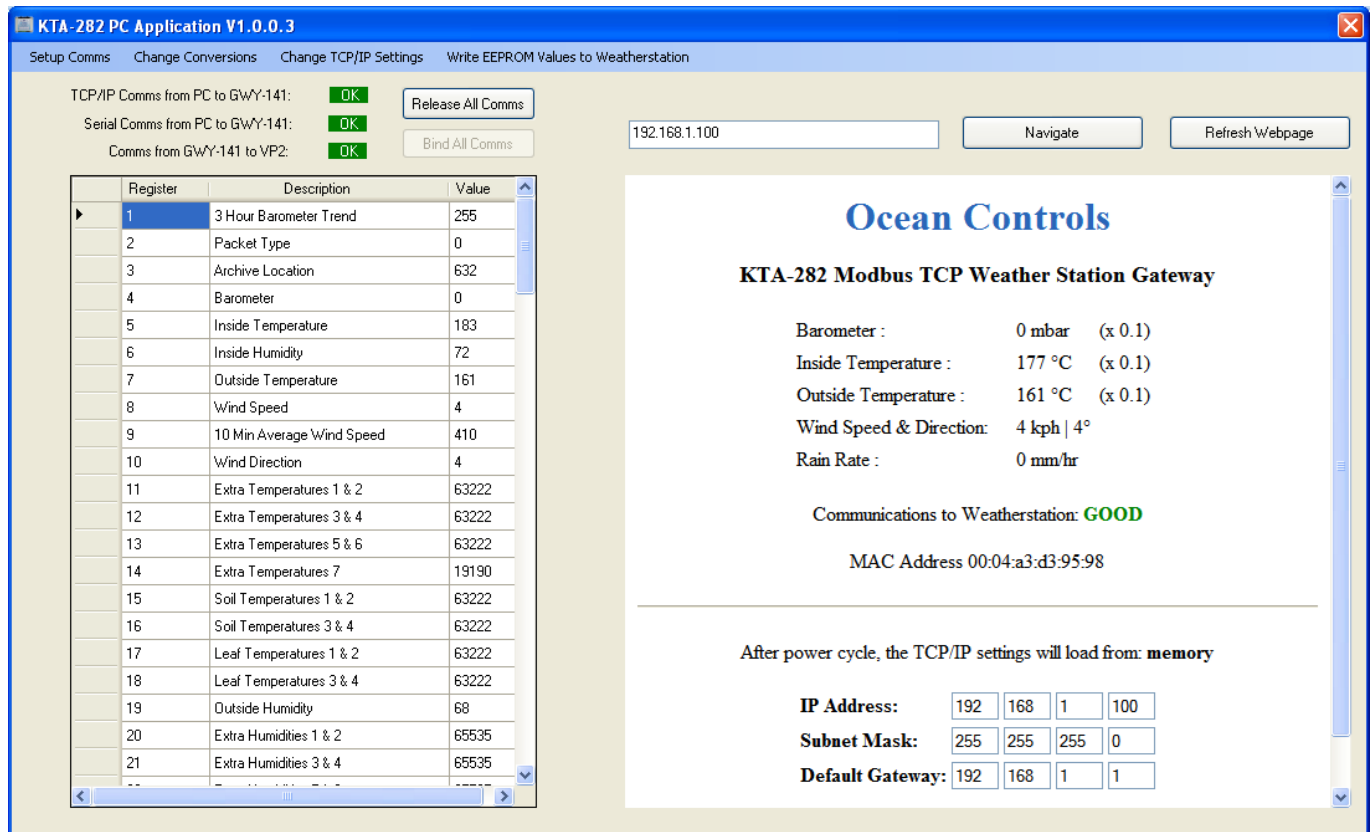 KTA-282 PC Application V1.0.0.3
Setup Comms Change Conversions Change TCP/IP Settings Write EEPROM Values to Weatherstation
TCP/IP Comms from PC to GWY-141: OK
Serial Comms from PC to GWY-141: OK
Comms from GWY-141 to VP2: OK
Release All Comms
Bind All Comms
192.168.1.100 Navigate Refresh Webpage
Register Description Value
1 3 Hour Barometer Trend 255
2 Packet Type 0
3 Archive Location 632
4 Barometer 0
5 Inside Temperature 183
6 Inside Humidity 72
7 Outside Temperature 161
8 Wind Speed 4
9 10 Min Average Wind Speed 410
10 Wind Direction 4
11 Extra Temperatures 1 & 2 63222
12 Extra Temperatures 3 & 4 63222
13 Extra Temperatures 5 & 6 63222
14 Extra Temperatures 7 19190
15 Soil Temperatures 1 & 2 63222
16 Soil Temperatures 3 & 4 63222
17 Leaf Temperatures 1 & 2 63222
18 Leaf Temperatures 3 & 4 63222
19 Outside Humidity 68
20 Extra Humidities 1 & 2 65535
21 Extra Humidities 3 & 4 65535
Ocean Controls
KTA-282 Modbus TCP Weather Station Gateway
Barometer : 0 mbar (x 0.1)
Inside Temperature : 177 °C (x 0.1)
Outside Temperature : 161 °C (x 0.1)
Wind Speed & Direction: 4 kph | 4°
Rain Rate : 0 mm/hr
Communications to Weatherstation: GOOD
MAC Address 00:04:a3:d3:95:98
After power cycle, the TCP/IP settings will load from: memory
IP Address: 192 168 1 100
Subnet Mask: 255 255 255 0
Default Gateway: 192 168 1 1